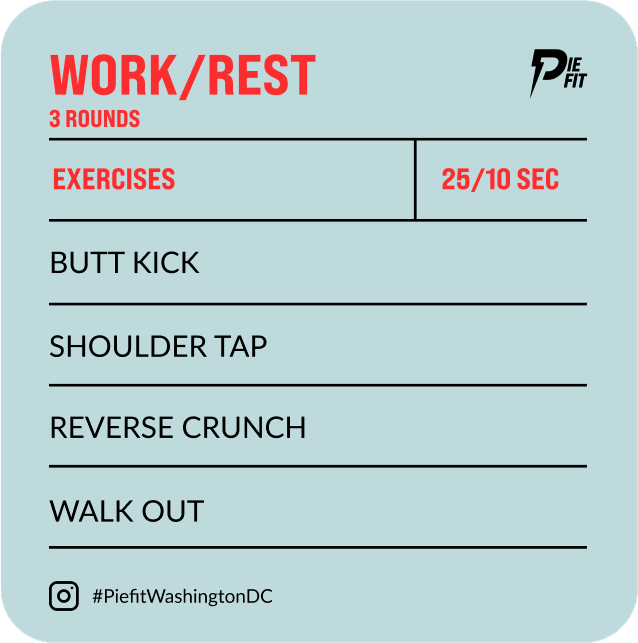 WORK/REST
PIE
FIT
3 ROUNDS
EXERCISES 25/10 SEC
BUTT KICK
SHOULDER TAP
REVERSE CRUNCH
WALK OUT
#PiefitWashingtonDC